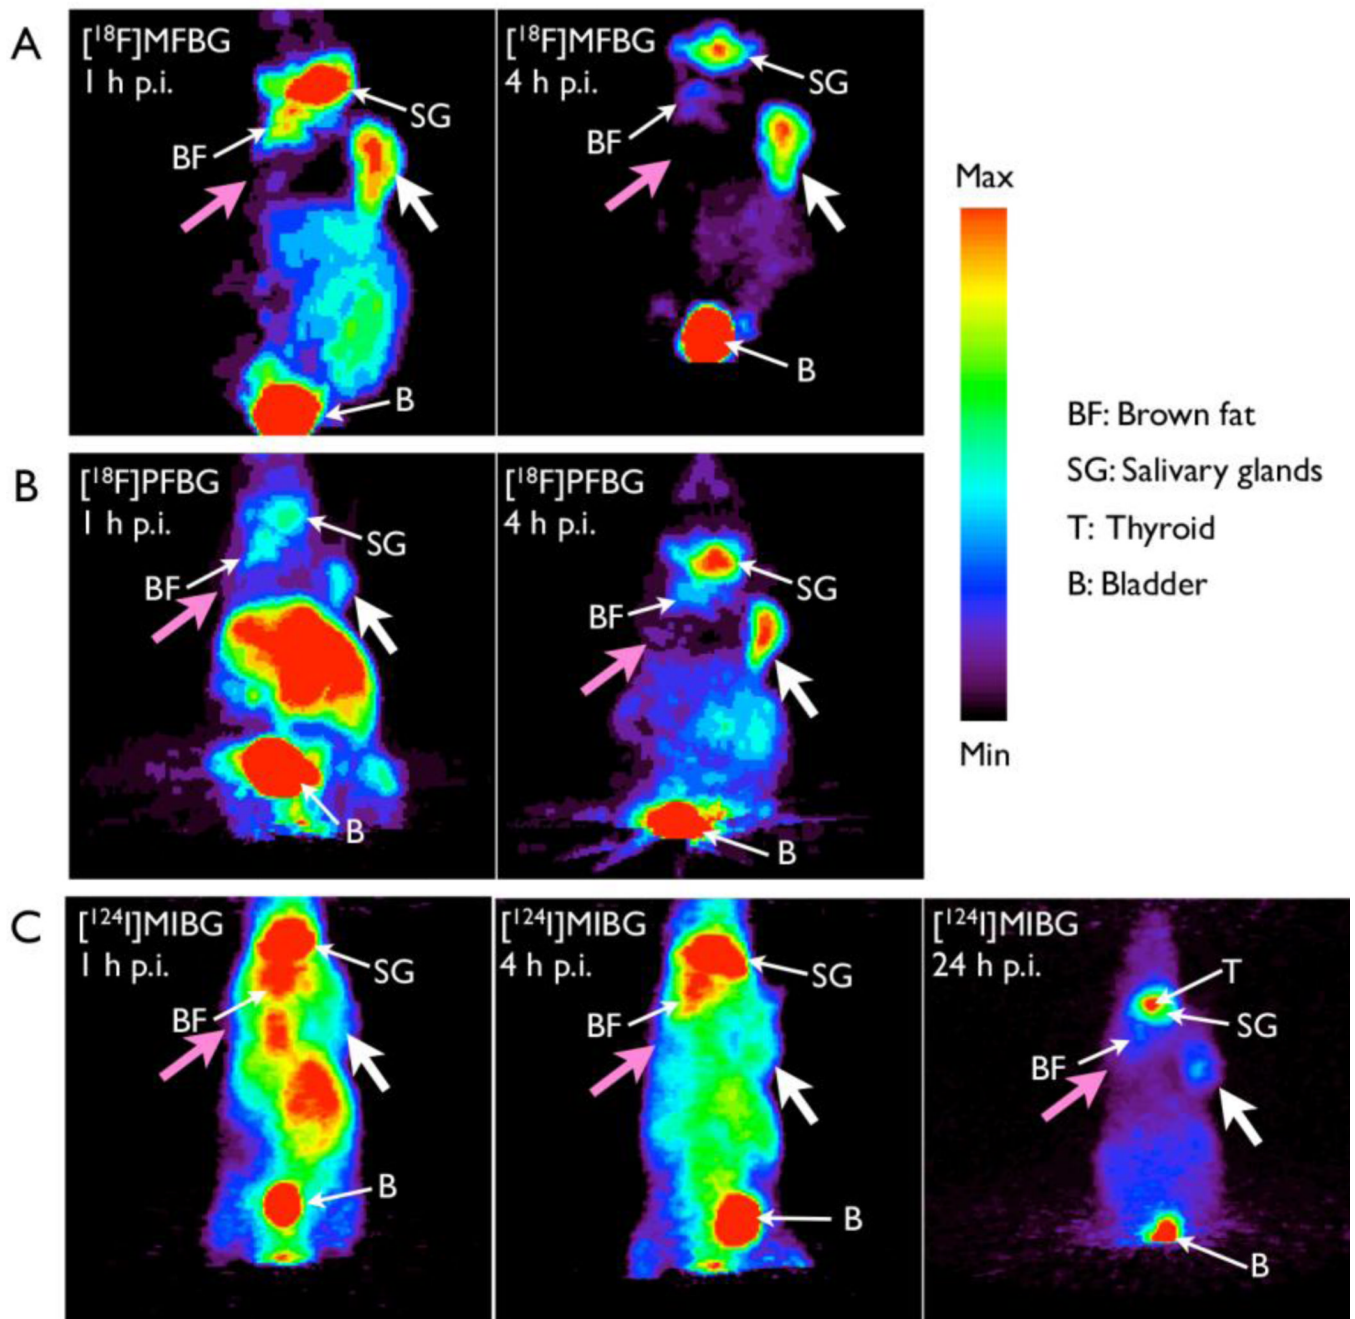 A
[¹⁸F]MFBG
1 h p.i.
SG
BF
B
[¹⁸F]MFBG
4 h p.i.
SG
BF
B
B
[¹⁸F]PFBG
1 h p.i.
SG
BF
B
[¹⁸F]PFBG
4 h p.i.
SG
BF
B
Max
Min
BF: Brown fat
SG: Salivary glands
T: Thyroid
B: Bladder
C
[¹²⁴I]MIBG
1 h p.i.
SG
BF
B
[¹²⁴I]MIBG
4 h p.i.
SG
BF
B
[¹²⁴I]MIBG
24 h p.i.
T
SG
BF
B